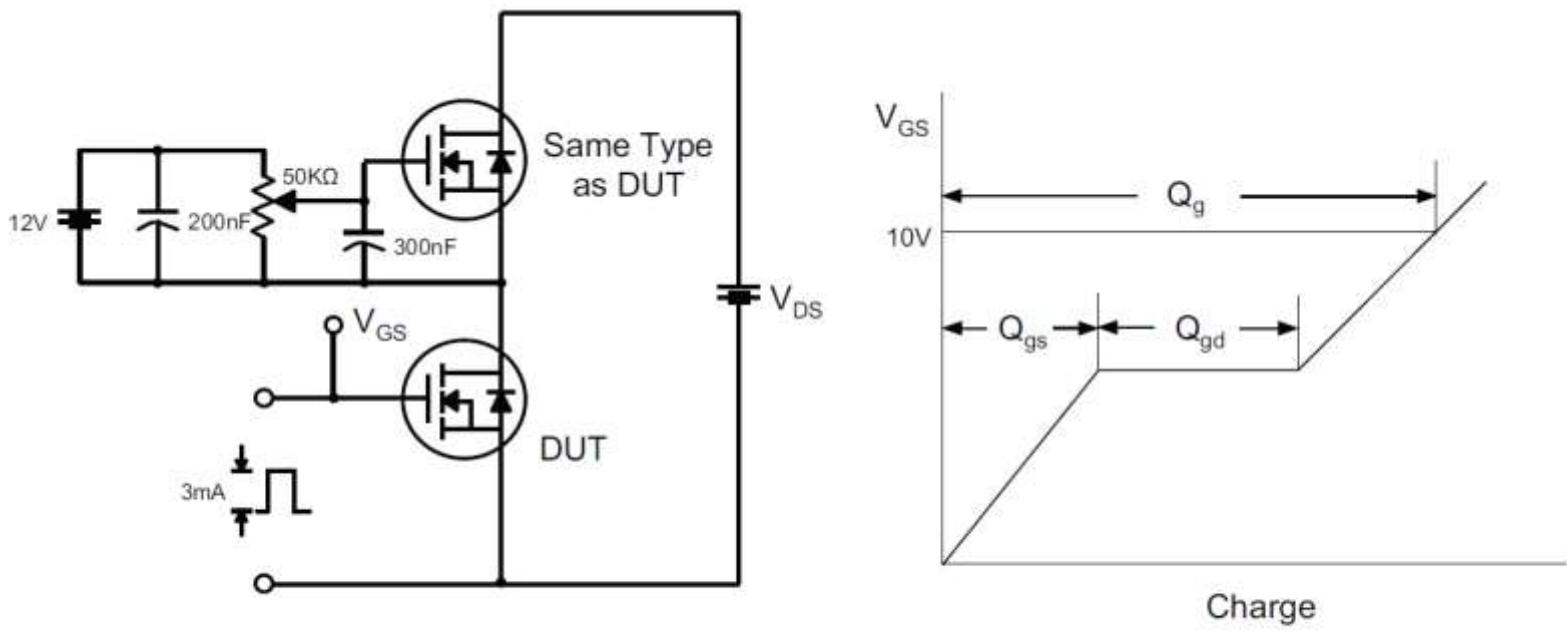 Same Type
as DUT
50KΩ
12V
200nF
300nF
V_GS
V_DS
DUT
3mA
V_GS
Q_g
10V
Q_gs
Q_gd
Charge